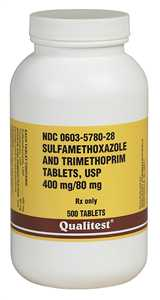 NDC 0603-5780-28
SULFAMETHOXAZOLE
AND TRIMETHOPRIM
TABLETS, USP
400 mg/80 mg
Rx only
500 TABLETS
Qualitest®